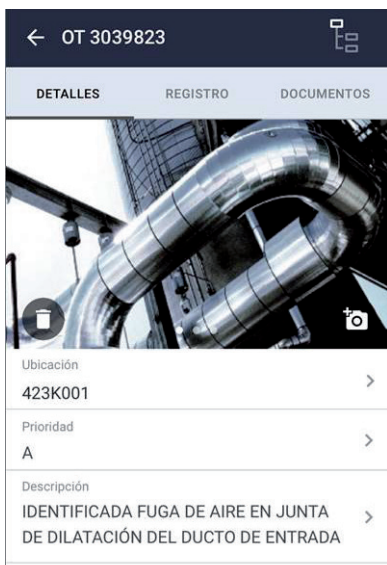 OT 3039823
DETALLES REGISTRO DOCUMENTOS
Ubicación
423K001
Prioridad
A
Descripción
IDENTIFICADA FUGA DE AIRE EN JUNTA
DE DILATACIÓN DEL DUCTO DE ENTRADA